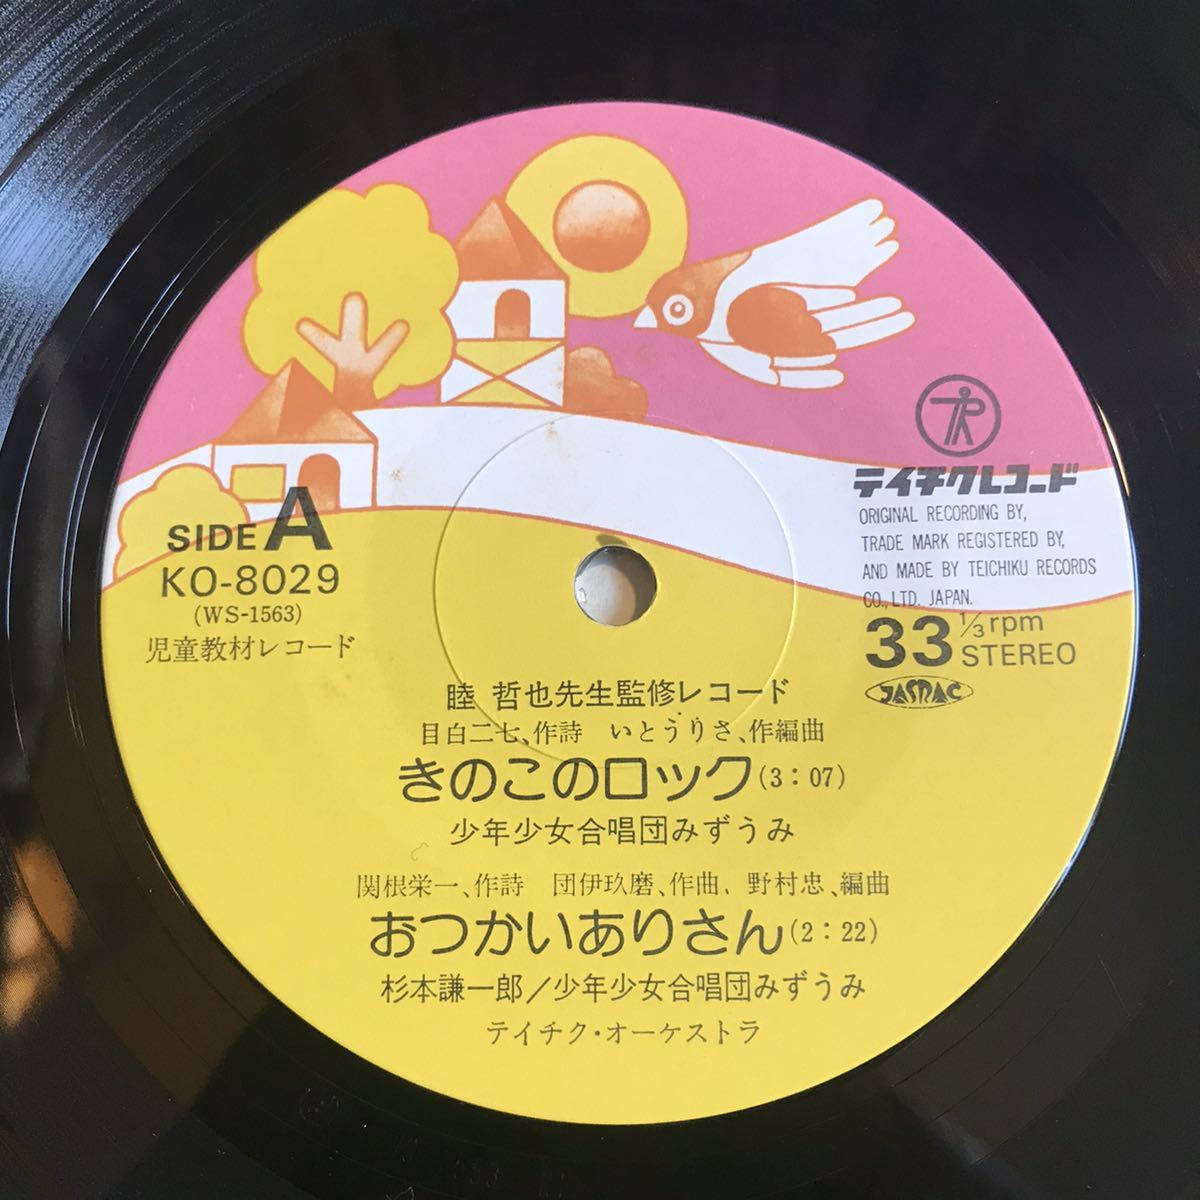 テイチクレコード
ORIGINAL RECORDING BY,
TRADE MARK REGISTERED BY,
AND MADE BY TEICHIKU RECORDS
CO., LTD. JAPAN.
SIDE A
KO-8029
(WS-1563)
児童教材レコード
33 1/3 rpm
STEREO
JASRAC
睦 哲也先生監修レコード
目白二七、作詩 いとうりさ、作編曲
きのこのロック(3:07)
少年少女合唱団みずうみ
関根栄一、作詩 団伊玖磨、作曲、野村忠、編曲
おつかいありさん(2:22)
杉本謙一郎/少年少女合唱団みずうみ
テイチク・オーケストラ